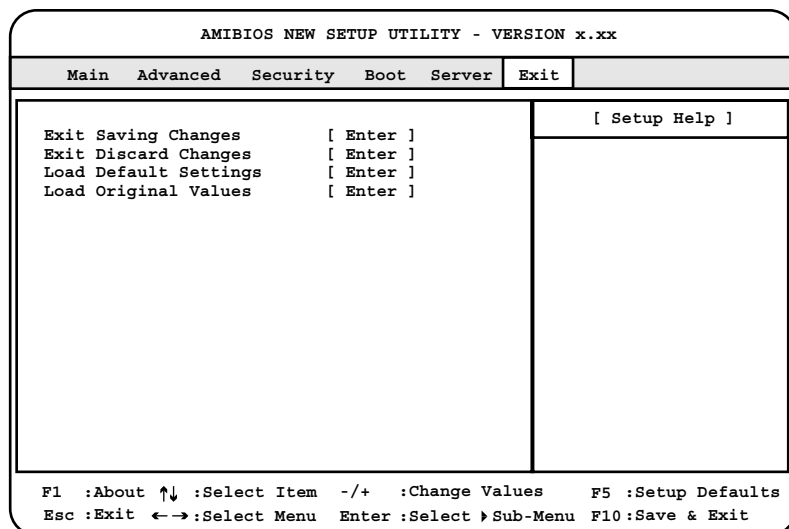 AMIBIOS NEW SETUP UTILITY - VERSION x.xx
Main Advanced Security Boot Server Exit
[ Setup Help ]
Exit Saving Changes [ Enter ]
Exit Discard Changes [ Enter ]
Load Default Settings [ Enter ]
Load Original Values [ Enter ]
F1 :About ↑↓ :Select Item -/+ :Change Values F5 :Setup Defaults
Esc :Exit ←→ :Select Menu Enter :Select ▸Sub-Menu F10 :Save & Exit